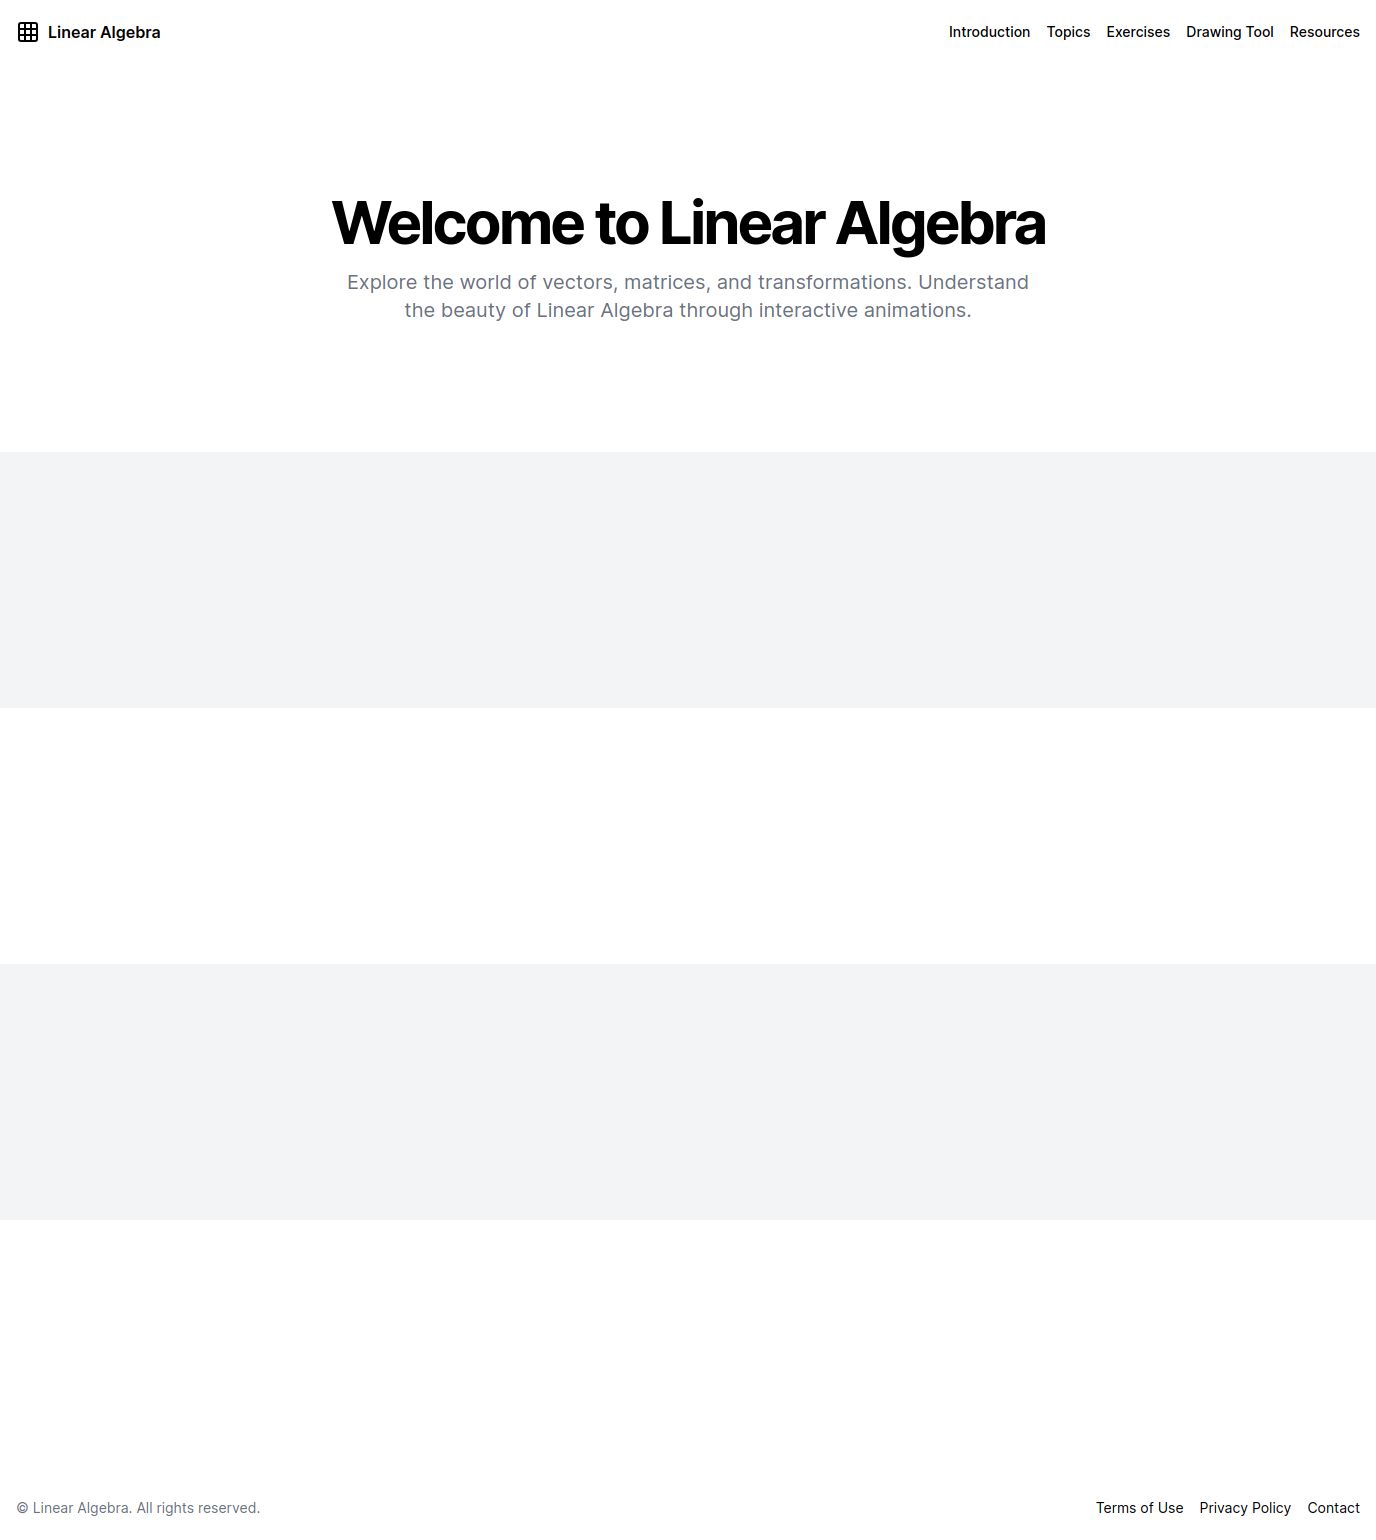 Linear Algebra
Introduction Topics Exercises Drawing Tool Resources
Welcome to Linear Algebra
Explore the world of vectors, matrices, and transformations. Understand
the beauty of Linear Algebra through interactive animations.
© Linear Algebra. All rights reserved.
Terms of Use Privacy Policy Contact